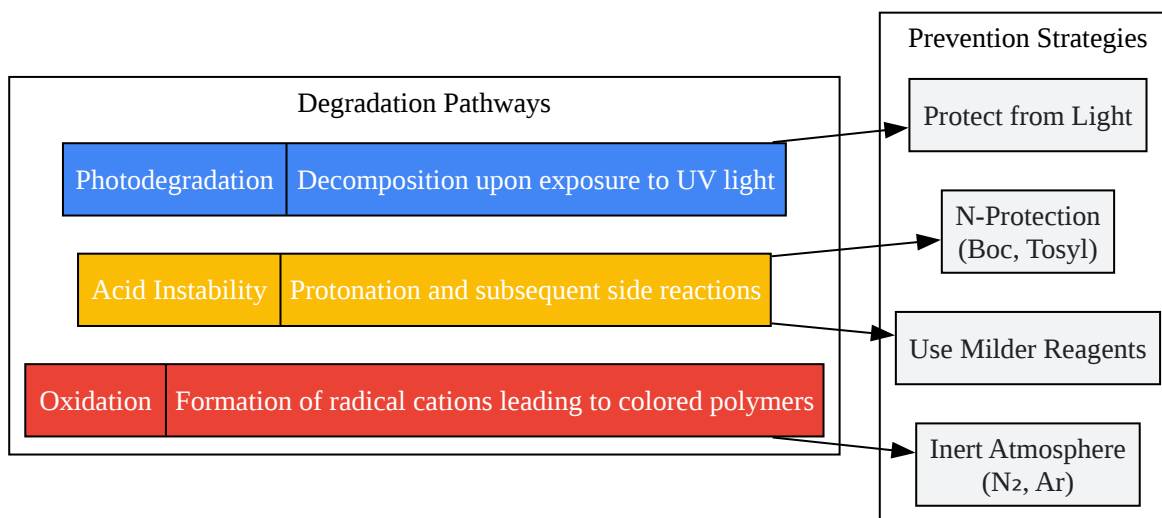 Prevention Strategies
Degradation Pathways
Protect from Light
Photodegradation
Decomposition upon exposure to UV light
N-Protection
(Boc, Tosyl)
Acid Instability
Protonation and subsequent side reactions
Use Milder Reagents
Oxidation
Formation of radical cations leading to colored polymers
Inert Atmosphere
(N₂, Ar)